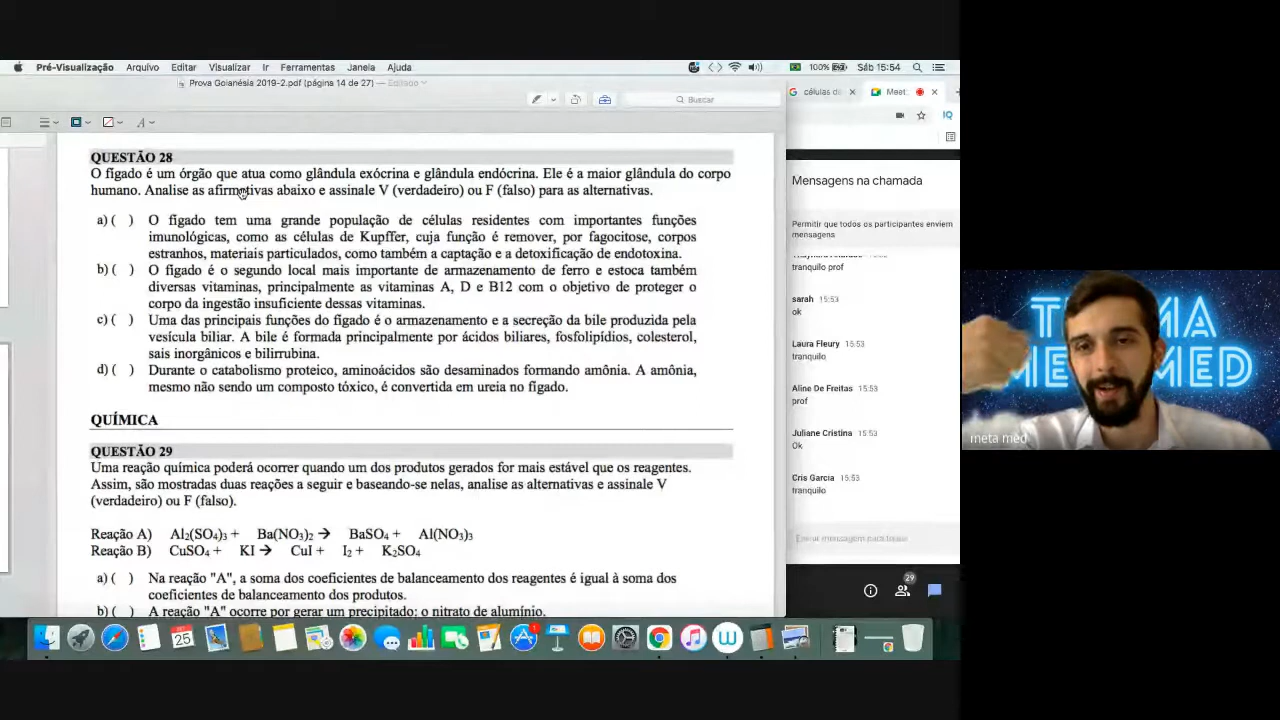 Pré-Visualização Arquivo Editar Visualizar Ir Ferramentas Janela Ajuda 100% Sáb 15:54
Prova Goianésia 2019-2.pdf (página 14 de 27) — Editado
Buscar
QUESTÃO 28
O fígado é um órgão que atua como glândula exócrina e glândula endócrina. Ele é a maior glândula do corpo
humano. Analise as afirmativas abaixo e assinale V (verdadeiro) ou F (falso) para as alternativas.
a) ( ) O fígado tem uma grande população de células residentes com importantes funções
imunológicas, como as células de Kupffer, cuja função é remover, por fagocitose, corpos
estranhos, materiais particulados, como também a captação e a detoxificação de endotoxina.
b) ( ) O fígado é o segundo local mais importante de armazenamento de ferro e estoca também
diversas vitaminas, principalmente as vitaminas A, D e B12 com o objetivo de proteger o
corpo da ingestão insuficiente dessas vitaminas.
c) ( ) Uma das principais funções do fígado é o armazenamento e a secreção da bile produzida pela
vesícula biliar. A bile é formada principalmente por ácidos biliares, fosfolipídios, colesterol,
sais inorgânicos e bilirrubina.
d) ( ) Durante o catabolismo proteico, aminoácidos são desaminados formando amônia. A amônia,
mesmo não sendo um composto tóxico, é convertida em ureia no fígado.
QUÍMICA
QUESTÃO 29
Uma reação química poderá ocorrer quando um dos produtos gerados for mais estável que os reagentes.
Assim, são mostradas duas reações a seguir e baseando-se nelas, analise as alternativas e assinale V
(verdadeiro) ou F (falso).
Reação A) Al₂(SO₄)₃ + Ba(NO₃)₂ → BaSO₄ + Al(NO₃)₃
Reação B) CuSO₄ + KI → CuI + I₂ + K₂SO₄
a) ( ) Na reação "A", a soma dos coeficientes de balanceamento dos reagentes é igual à soma dos
coeficientes de balanceamento dos produtos.
b) ( ) A reação "A" ocorre por gerar um precipitado: o nitrato de alumínio.
células de
Meet
IQ
Mensagens na chamada
Permitir que todos os participantes enviem
mensagens
tranquilo prof
sarah 15:53
ok
Laura Fleury 15:53
tranquilo
Aline De Freitas 15:53
prof
Juliane Cristina 15:53
Ok
Cris Garcia 15:53
tranquilo
29
25
1
MED
meta med